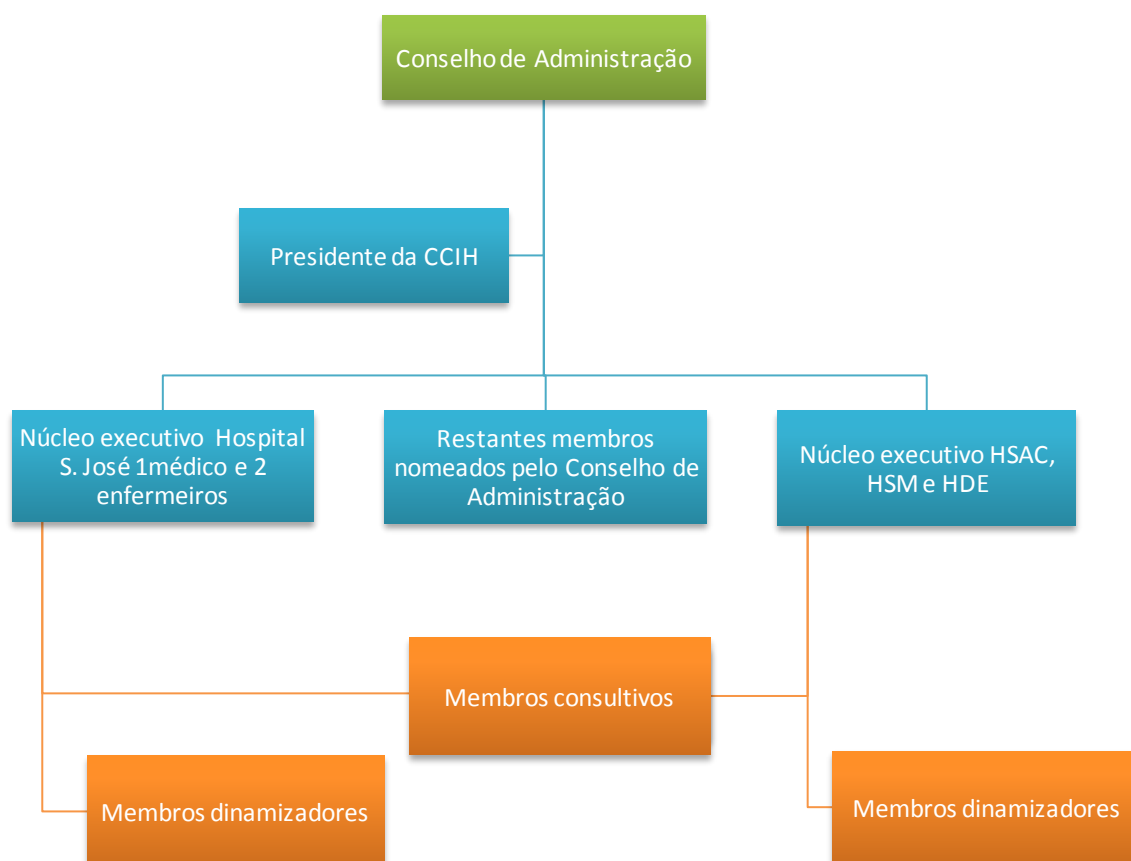 Conselho de Administração
Presidente da CCIH
Núcleo executivo Hospital
S. José 1médico e 2
enfermeiros
Restantes membros
nomeados pelo Conselho de
Administração
Núcleo executivo HSAC,
HSM e HDE
Membros consultivos
Membros dinamizadores
Membros dinamizadores